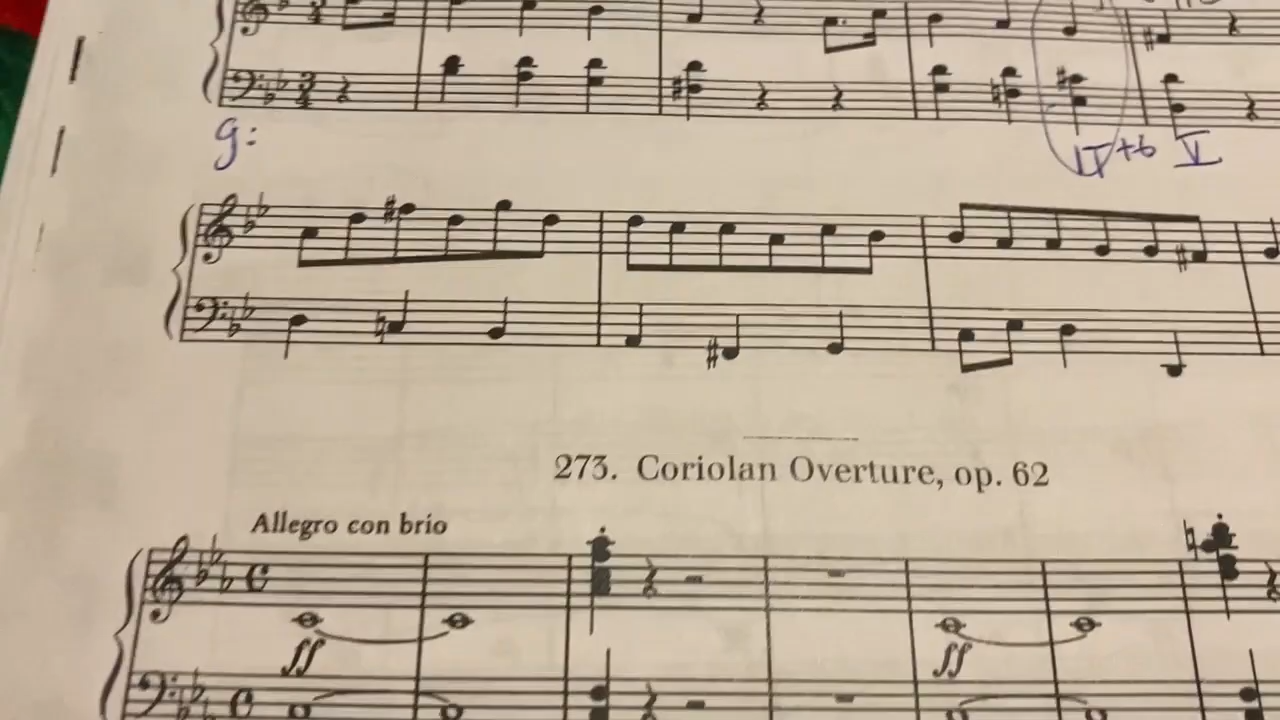 g:
IV+6 V
273. Coriolan Overture, op. 62
Allegro con brio
ff ff